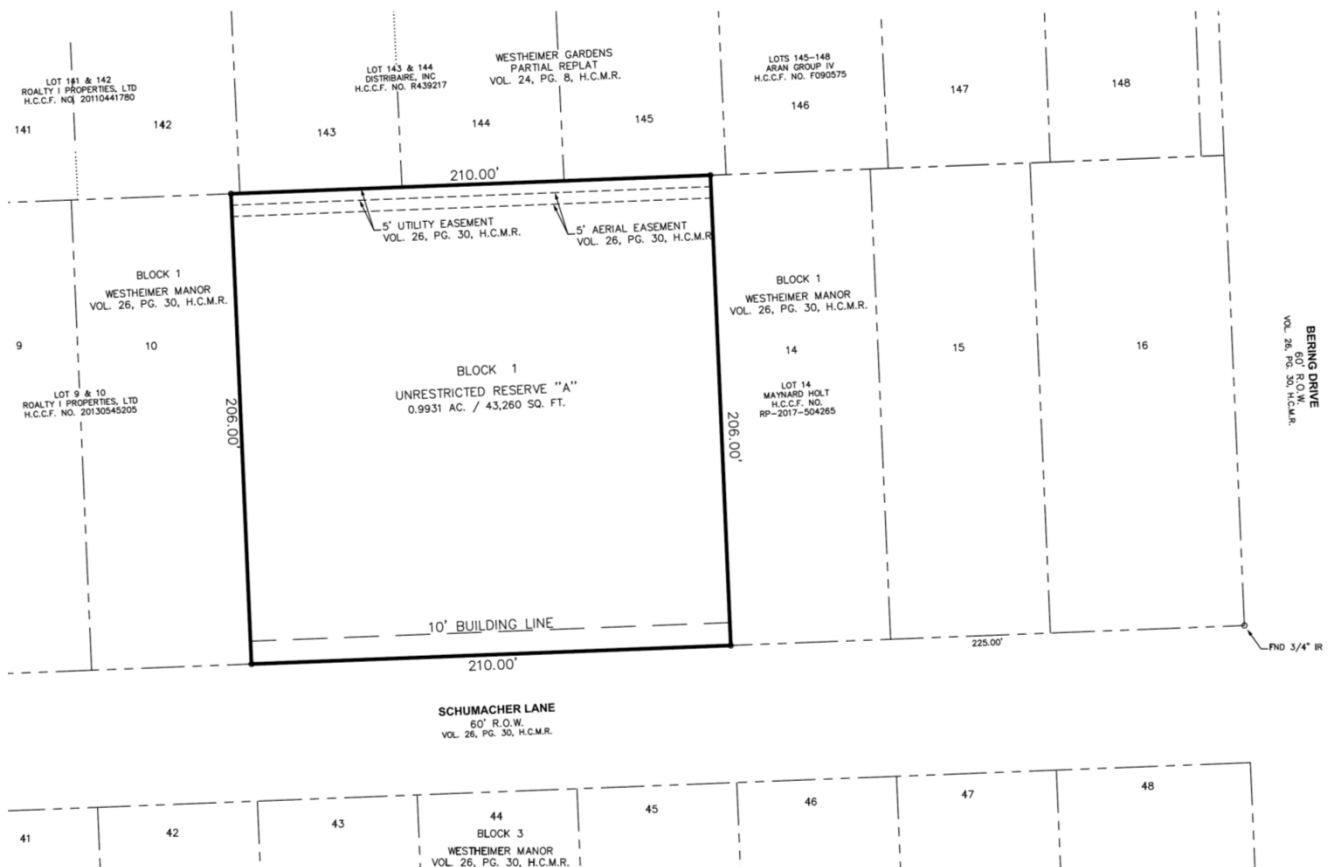 LOT 141 & 142
ROALTY I PROPERTIES, LTD
H.C.C.F. NO. 20110441780
141
142
LOT 143 & 144
DISTRIBAIRE, INC
H.C.C.F. NO. R439217
143
WESTHEIMER GARDENS
PARTIAL REPLAT
VOL. 24, PG. 8, H.C.M.R.
144
145
LOTS 145-148
ARAN GROUP IV
H.C.C.F. NO. F090575
146
147
148
210.00'
5' UTILITY EASEMENT
VOL. 26, PG. 30, H.C.M.R.
5' AERIAL EASEMENT
VOL. 26, PG. 30, H.C.M.R
BLOCK 1
WESTHEIMER MANOR
VOL. 26, PG. 30, H.C.M.R.
9
10
LOT 9 & 10
ROALTY I PROPERTIES, LTD
H.C.C.F. NO. 20130545205
206.00'
BLOCK 1
UNRESTRICTED RESERVE "A"
0.9931 AC. / 43,260 SQ. FT.
206.00'
BLOCK 1
WESTHEIMER MANOR
VOL. 26, PG. 30, H.C.M.R.
14
LOT 14
MAYNARD HOLT
H.C.C.F. NO.
RP-2017-504265
15
16
BERING DRIVE
60' R.O.W.
VOL. 26, PG. 30, H.C.M.R.
10' BUILDING LINE
210.00'
225.00'
FND 3/4" IR
SCHUMACHER LANE
60' R.O.W.
VOL. 26, PG. 30, H.C.M.R.
41
42
43
44
45
46
47
48
BLOCK 3
WESTHEIMER MANOR
VOL. 26, PG. 30, H.C.M.R.